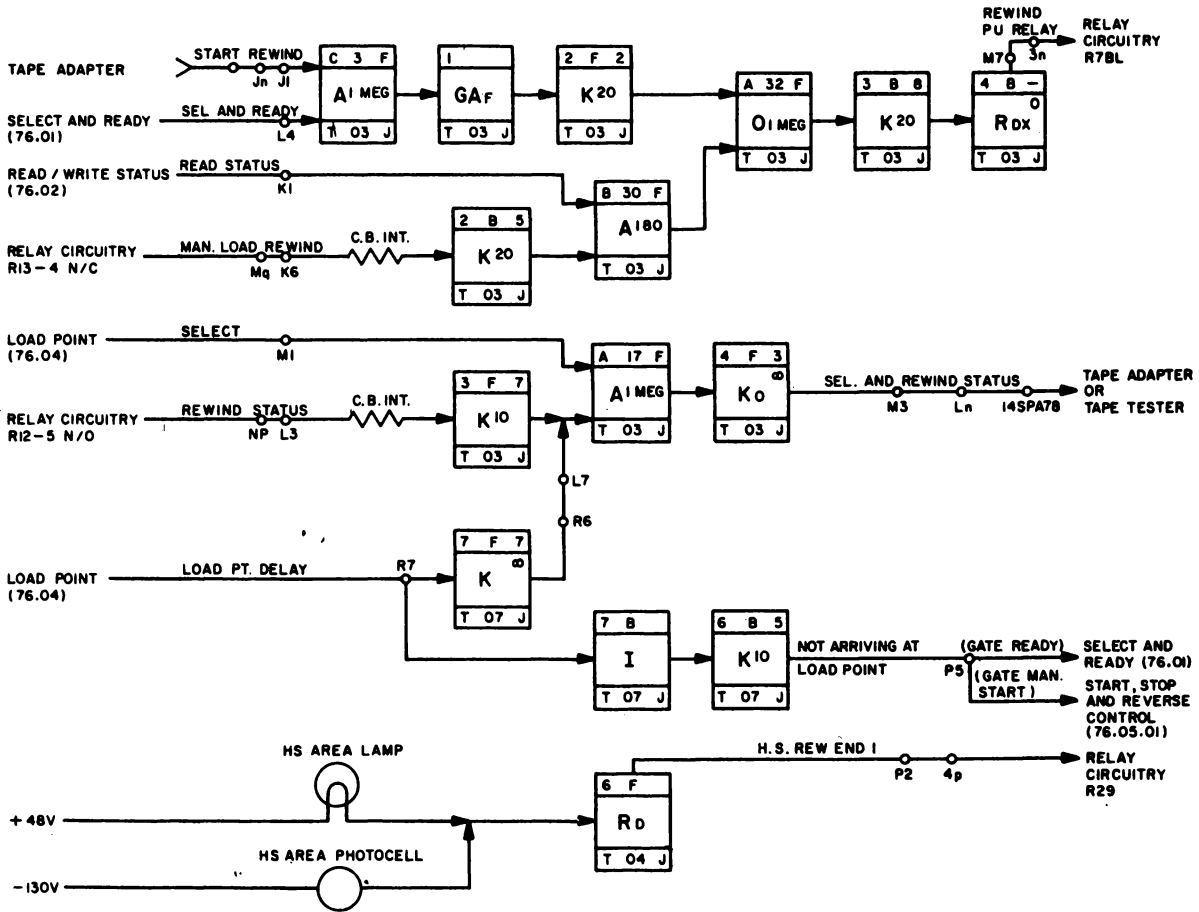 REWIND
PU RELAY
M7 3n
RELAY
CIRCUITRY
R7BL
TAPE ADAPTER
START REWIND
Jn J1
C 3 F
A1 MEG
T 03 J
1
GAF
T 03 J
2 F 2
K20
T 03 J
A 32 F
O1 MEG
T 03 J
3 B 8
K20
T 03 J
4 B –
0
RDX
T 03 J
SELECT AND READY
(76.01)
SEL AND READY
L4
READ / WRITE STATUS
(76.02)
READ STATUS
K1
B 30 F
A180
T 03 J
RELAY CIRCUITRY
R13-4 N/C
MAN. LOAD REWIND
Mq K6
C.B. INT.
2 B 5
K20
T 03 J
LOAD POINT
(76.04)
SELECT
M1
A 17 F
A1 MEG
T 03 J
4 F 3
8
KO
T 03 J
SEL. AND REWIND STATUS
M3 Ln 14SPA78
TAPE ADAPTER
OR
TAPE TESTER
RELAY CIRCUITRY
R12-5 N/O
REWIND STATUS
NP L3
C.B. INT.
3 F 7
K10
T 03 J
L7
R6
LOAD POINT
(76.04)
LOAD PT. DELAY
R7
7 F 7
8
K
T 07 J
7 B
I
T 07 J
6 B 5
K10
T 07 J
NOT ARRIVING AT
LOAD POINT
(GATE READY)
P5
(GATE MAN.
START)
SELECT AND
READY (76.01)
START, STOP
AND REVERSE
CONTROL
(76.05.01)
HS AREA LAMP
H.S. REW END 1
P2 4p
RELAY
CIRCUITRY
R29
+48V
6 F
RD
T 04 J
HS AREA PHOTOCELL
-130V